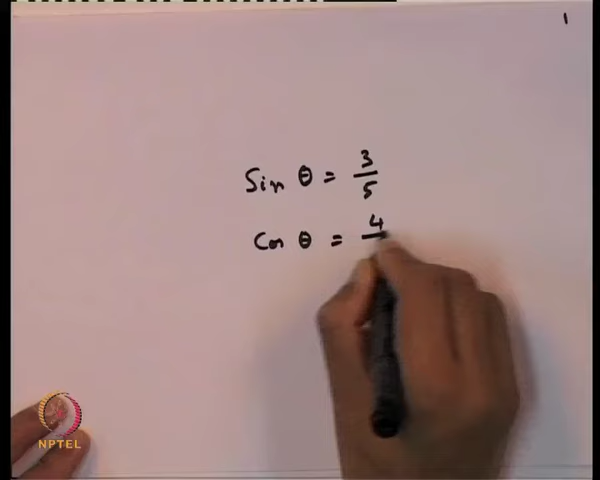 1
Sin θ = 3/5
Cos θ = 4/
NPTEL